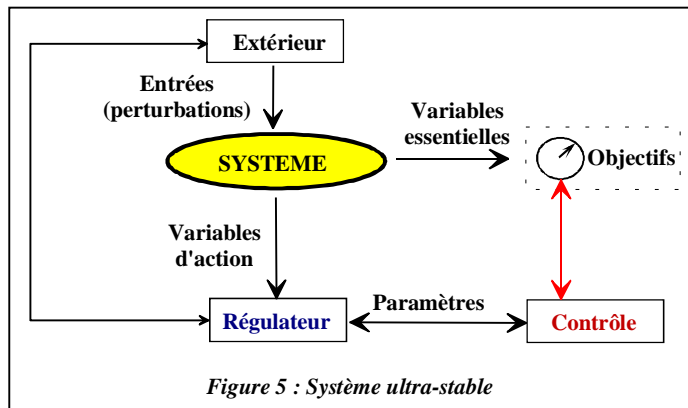 Extérieur
Entrées
(perturbations)
Variables
essentielles
SYSTEME
Objectifs
Variables
d'action
Paramètres
Régulateur
Contrôle
Figure 5 : Système ultra-stable